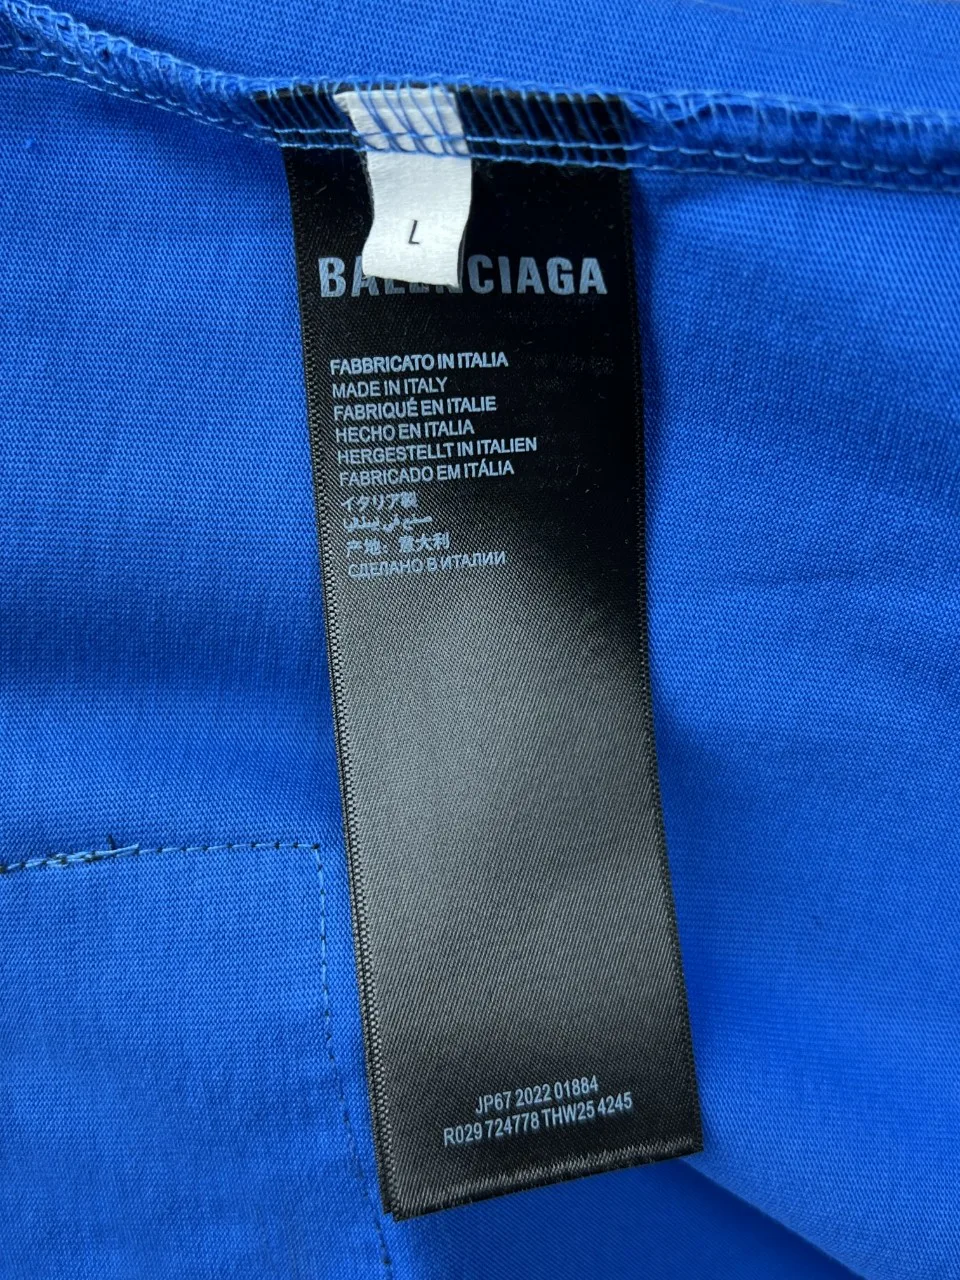 L
BALENCIAGA
FABBRICATO IN ITALIA
MADE IN ITALY
FABRIQUÉ EN ITALIE
HECHO EN ITALIA
HERGESTELLT IN ITALIEN
FABRICADO EM ITÁLIA
イタリア製
产地：意大利
СДЕЛАНО В ИТАЛИИ
JP67 2022 01884
R029 724778 THW25 4245